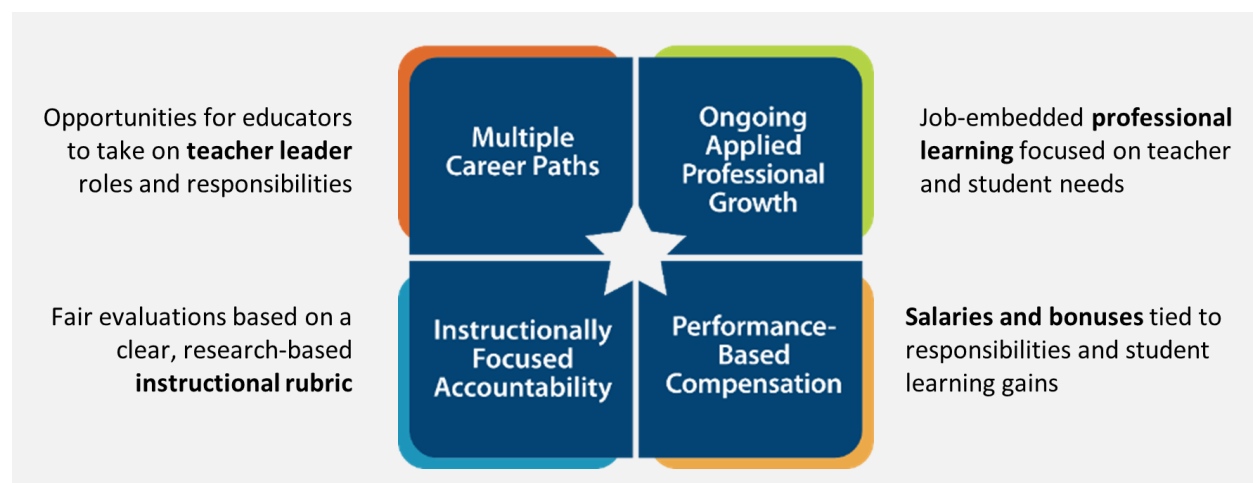 Opportunities for educators
to take on teacher leader
roles and responsibilities
Multiple
Career Paths
Ongoing
Applied
Professional
Growth
Job-embedded professional
learning focused on teacher
and student needs
Fair evaluations based on a
clear, research-based
instructional rubric
Instructionally
Focused
Accountability
Performance-
Based
Compensation
Salaries and bonuses tied to
responsibilities and student
learning gains